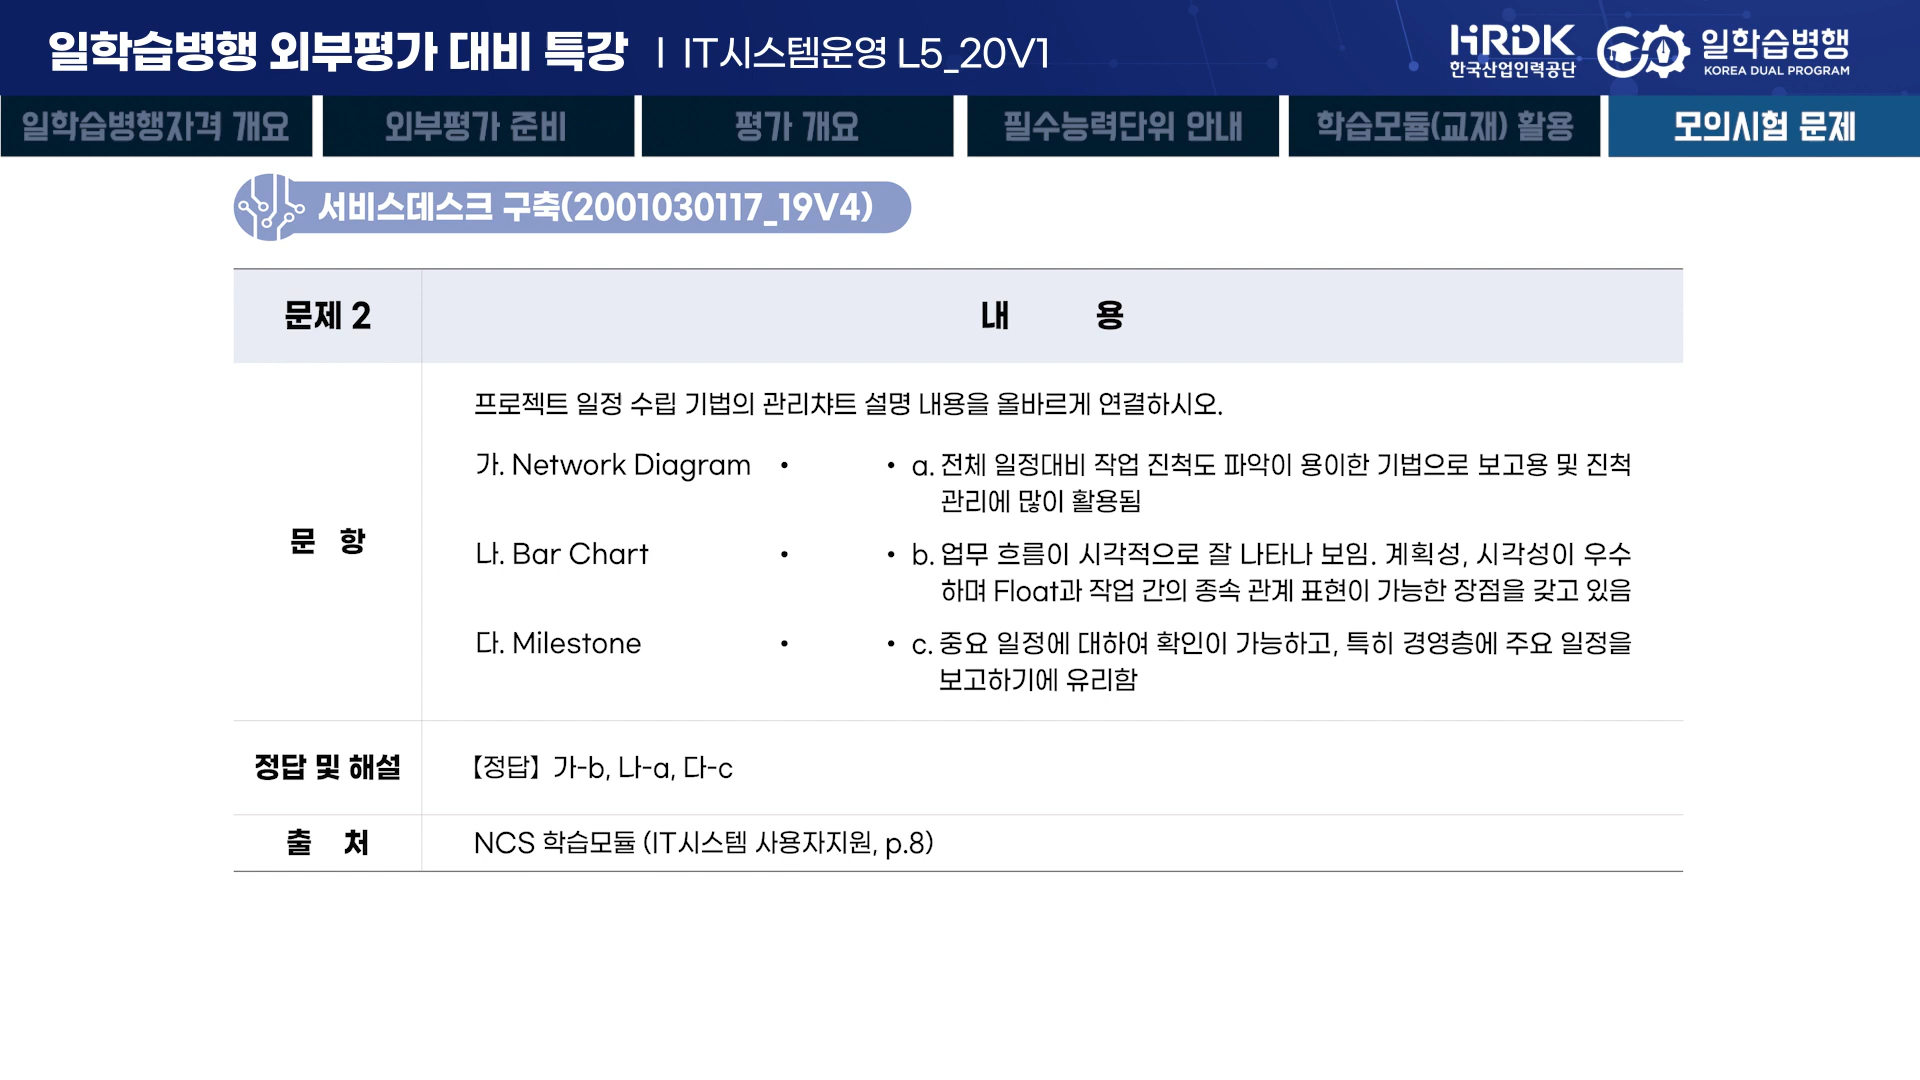 일학습병행 외부평가 대비 특강 | IT시스템운영 L5_20V1
HRDK 한국산업인력공단
일학습병행 KOREA DUAL PROGRAM
일학습병행자격 개요 외부평가 준비 평가 개요 필수능력단위 안내 학습모듈(교재) 활용 모의시험 문제
서비스데스크 구축(2001030117_19V4)
문제 2 내 용
문 항
프로젝트 일정 수립 기법의 관리챠트 설명 내용을 올바르게 연결하시오.
가. Network Diagram • • a. 전체 일정대비 작업 진척도 파악이 용이한 기법으로 보고용 및 진척
관리에 많이 활용됨
나. Bar Chart • • b. 업무 흐름이 시각적으로 잘 나타나 보임. 계획성, 시각성이 우수
하며 Float과 작업 간의 종속 관계 표현이 가능한 장점을 갖고 있음
다. Milestone • • c. 중요 일정에 대하여 확인이 가능하고, 특히 경영층에 주요 일정을
보고하기에 유리함
정답 및 해설 【정답】 가-b, 나-a, 다-c
출 처 NCS 학습모듈 (IT시스템 사용자지원, p.8)